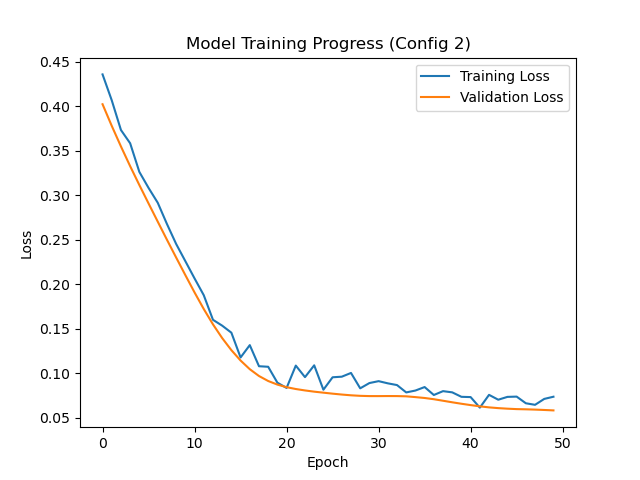 Model Training Progress (Config 2)
Training Loss
Validation Loss
0.45
0.40
0.35
0.30
0.25
0.20
0.15
0.10
0.05
Loss
0 10 20 30 40 50
Epoch